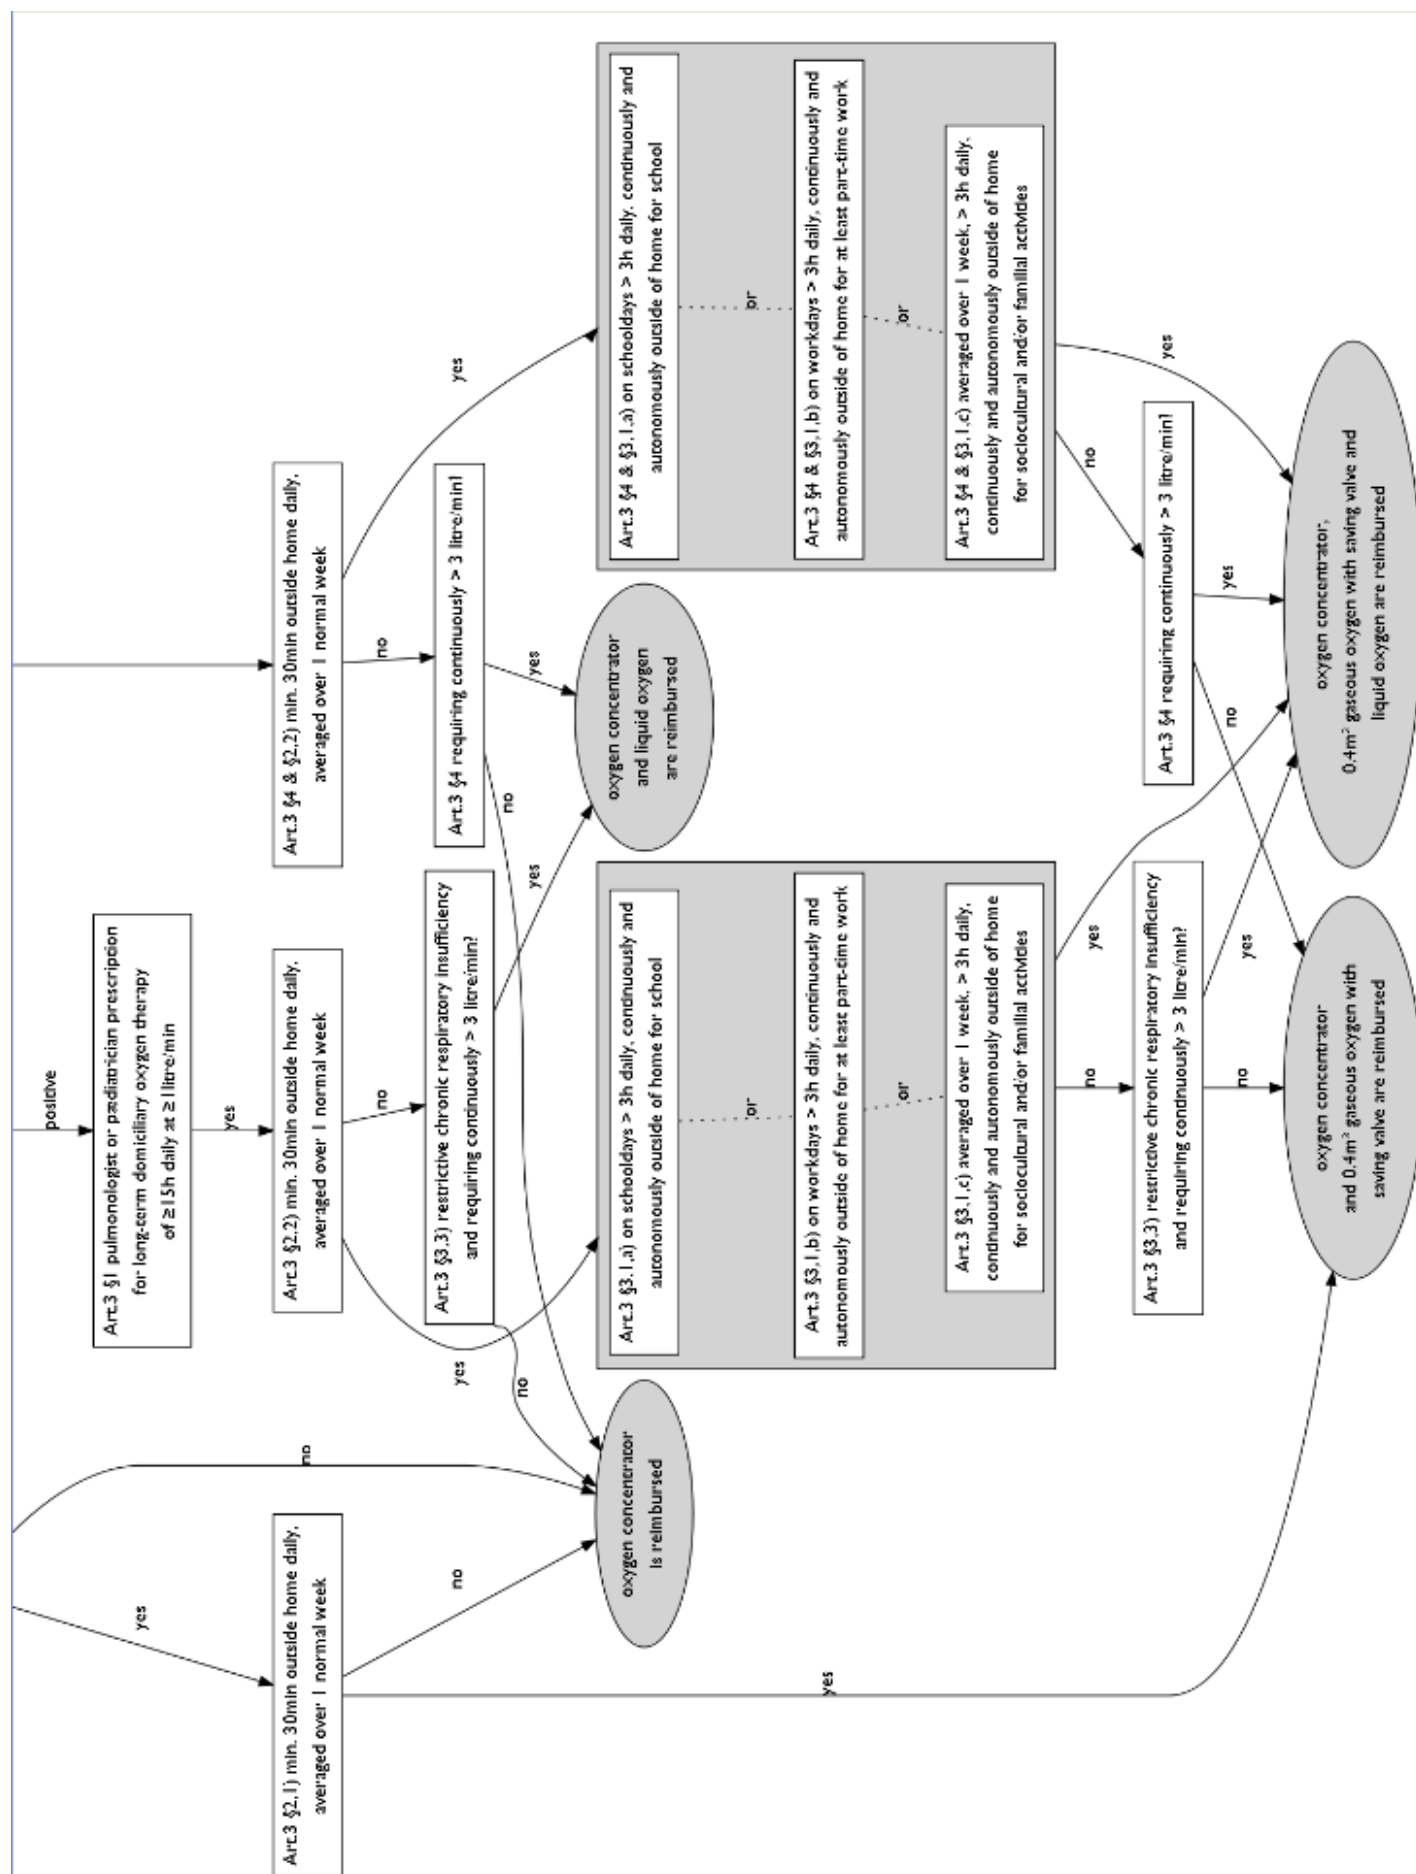 positive
Art.3 §1 pulmonologist or pædiatrician prescription
for long-term domiciliary oxygen therapy
of ≥15h daily at ≥1litre/min
yes
yes
Art.3 §2,1) min. 30min outside home daily,
averaged over 1 normal week
Art.3 §2,2) min. 30min outside home daily,
averaged over 1 normal week
Art.3 §4 & §2,2) min. 30min outside home daily,
averaged over 1 normal week
no
no
no
no
yes
yes
Art.3 §3,3) restrictive chronic respiratory insufficiency
and requiring continuously > 3 litre/min?
Art.3 §4 requiring continuously > 3 litre/min?
no
no
yes
yes
oxygen concentrator
is reimbursed
oxygen concentrator
and liquid oxygen
are reimbursed
Art.3 §3,1,a) on schooldays > 3h daily, continuously and
autonomously outside of home for school
or
Art.3 §3,1,b) on workdays > 3h daily, continuously and
autonomously outside of home for at least part-time work
or
Art.3 §3,1,c) averaged over 1 week, > 3h daily,
continuously and autonomously outside of home
for sociocultural and/or familial activities
Art.3 §4 & §3,1,a) on schooldays > 3h daily, continuously and
autonomously outside of home for school
or
Art.3 §4 & §3,1,b) on workdays > 3h daily, continuously and
autonomously outside of home for at least part-time work
or
Art.3 §4 & §3,1,c) averaged over 1 week, > 3h daily,
continuously and autonomously outside of home
for sociocultural and/or familial activities
yes
no
yes
no
yes
Art.3 §3,3) restrictive chronic respiratory insufficiency
and requiring continuously > 3 litre/min?
Art.3 §4 requiring continuously > 3 litre/min?
no
yes
no
yes
oxygen concentrator
and 0.4m³ gaseous oxygen with
saving valve are reimbursed
oxygen concentrator,
0.4m³ gaseous oxygen with saving valve and
liquid oxygen are reimbursed